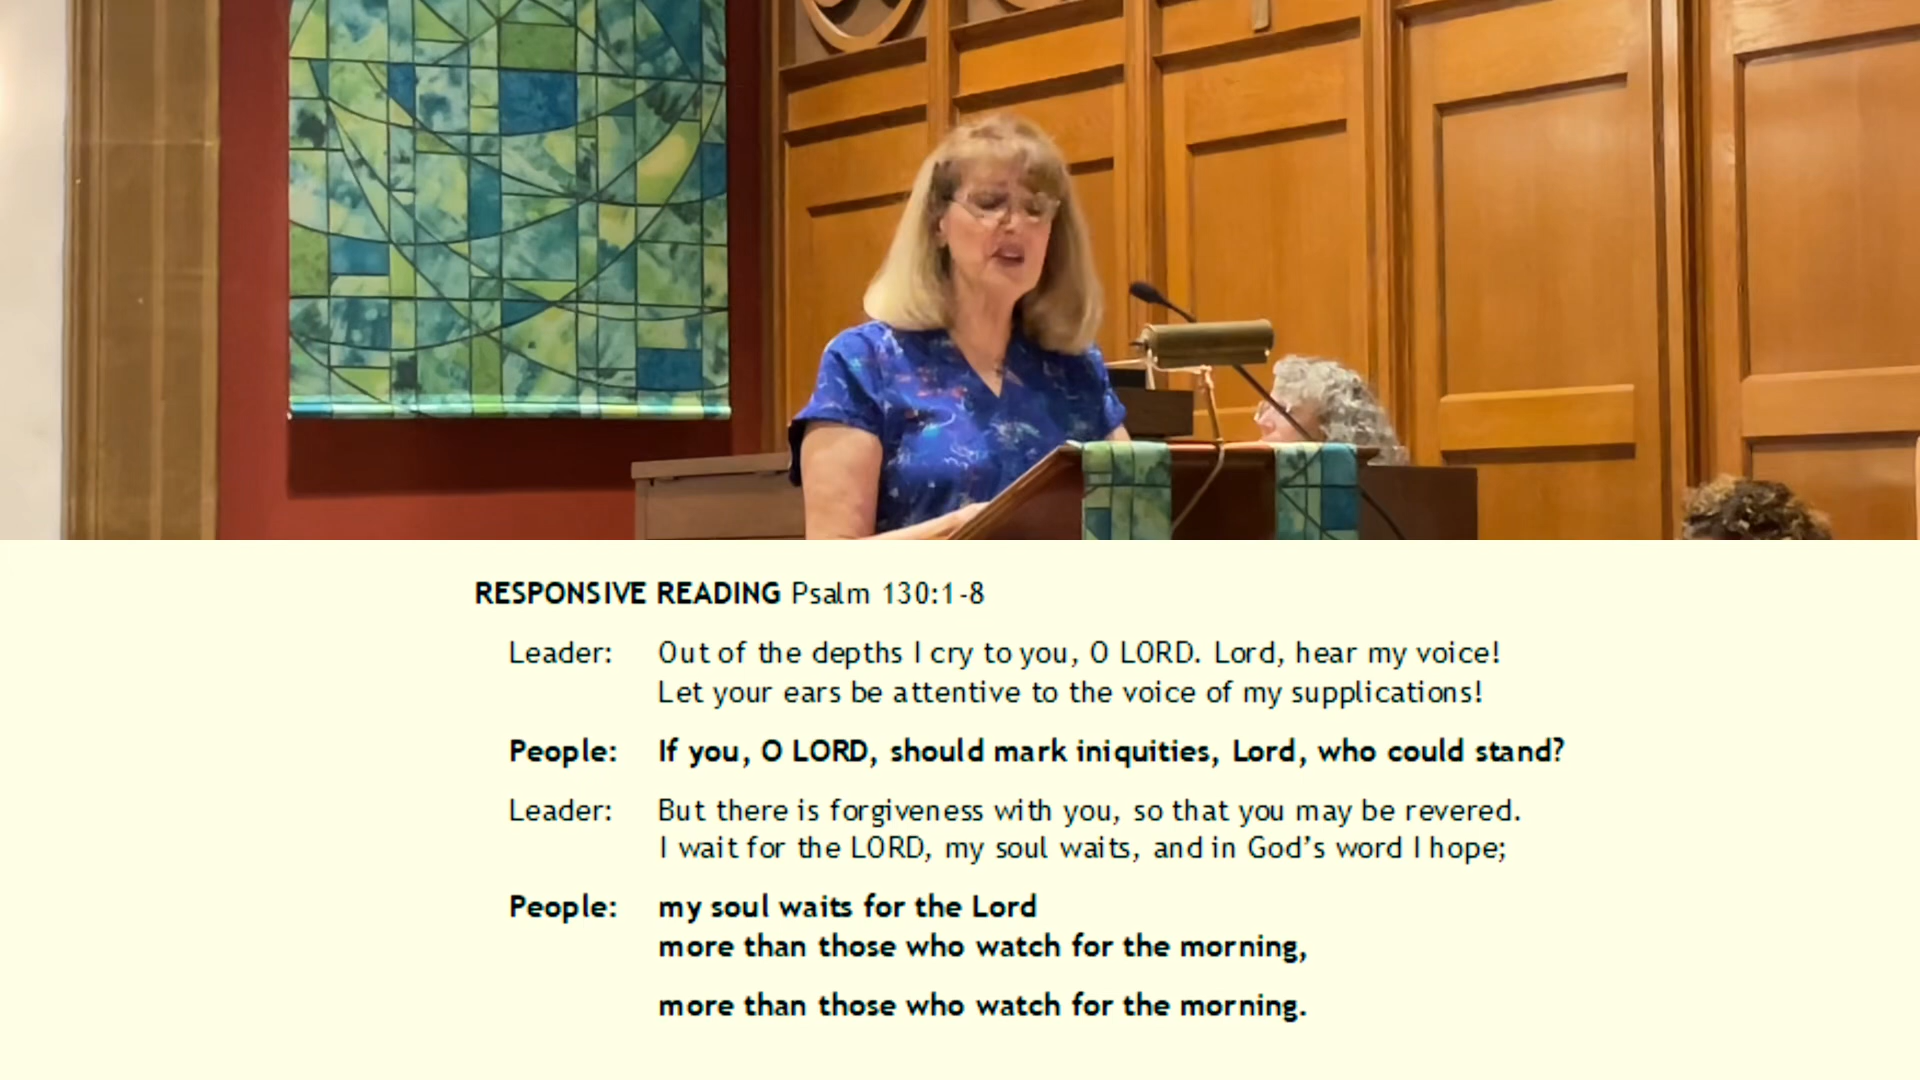 RESPONSIVE READING Psalm 130:1-8
Leader: Out of the depths I cry to you, O LORD. Lord, hear my voice!
Let your ears be attentive to the voice of my supplications!
People: If you, O LORD, should mark iniquities, Lord, who could stand?
Leader: But there is forgiveness with you, so that you may be revered.
I wait for the LORD, my soul waits, and in God’s word I hope;
People: my soul waits for the Lord
more than those who watch for the morning,
more than those who watch for the morning.